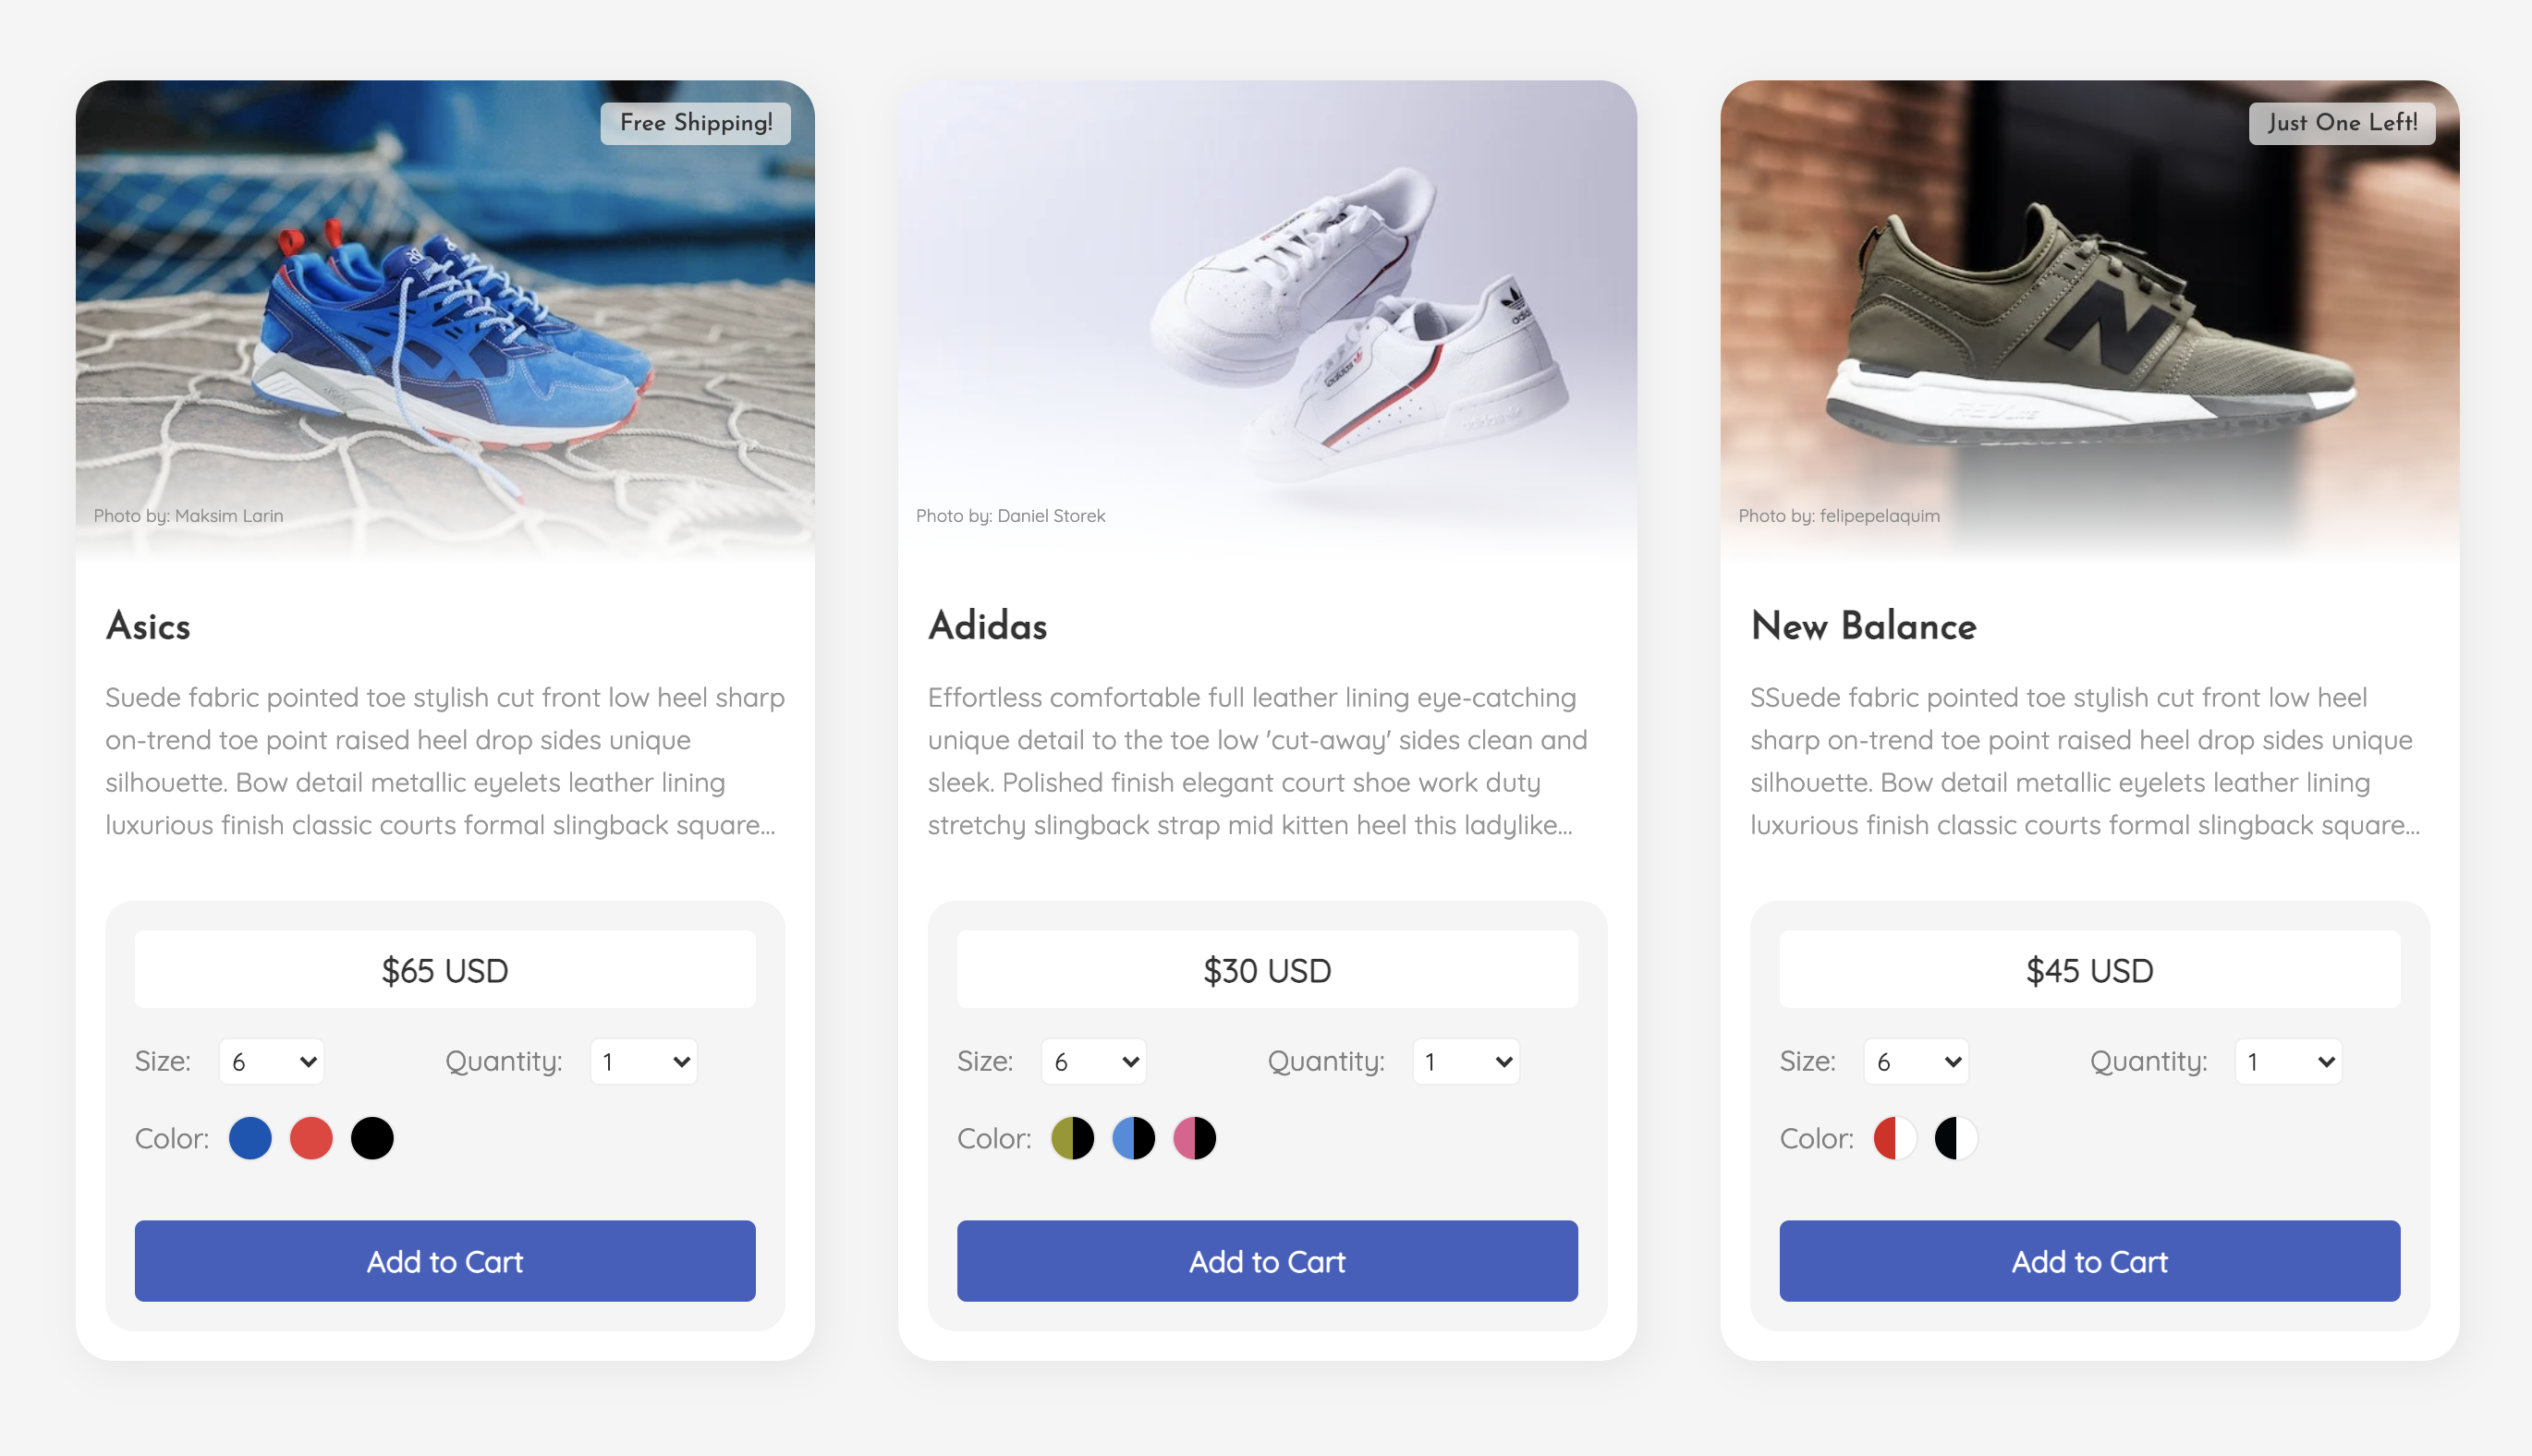 Free Shipping!
Photo by: Maksim Larin
Asics
Suede fabric pointed toe stylish cut front low heel sharp
on-trend toe point raised heel drop sides unique
silhouette. Bow detail metallic eyelets leather lining
luxurious finish classic courts formal slingback square...
$65 USD
Size: 6 Quantity: 1
Color:
Add to Cart
adidas
adidas
Photo by: Daniel Storek
Adidas
Effortless comfortable full leather lining eye-catching
unique detail to the toe low 'cut-away' sides clean and
sleek. Polished finish elegant court shoe work duty
stretchy slingback strap mid kitten heel this ladylike...
$30 USD
Size: 6 Quantity: 1
Color:
Add to Cart
Just One Left!
N
Photo by: felipepelaquim
New Balance
SSuede fabric pointed toe stylish cut front low heel
sharp on-trend toe point raised heel drop sides unique
silhouette. Bow detail metallic eyelets leather lining
luxurious finish classic courts formal slingback square...
$45 USD
Size: 6 Quantity: 1
Color:
Add to Cart